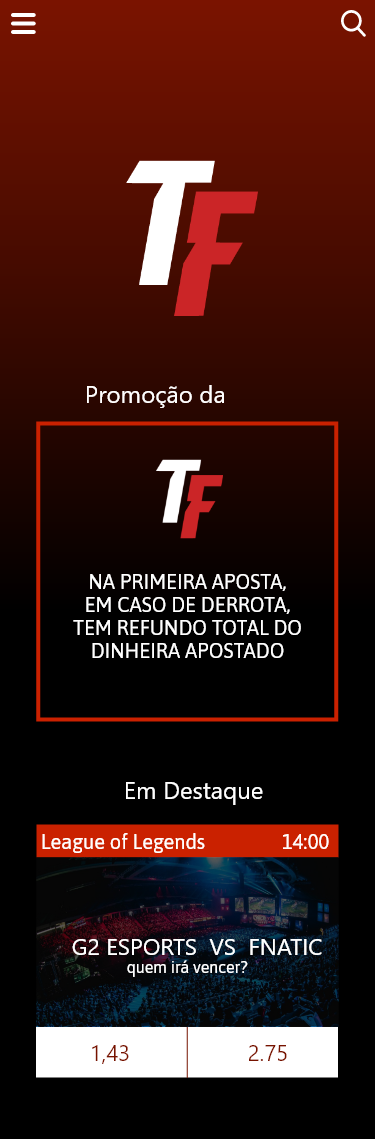 TF
Promoção da
TF
NA PRIMEIRA APOSTA,
EM CASO DE DERROTA,
TEM REFUNDO TOTAL DO
DINHEIRA APOSTADO
Em Destaque
League of Legends 14:00
G2 ESPORTS VS FNATIC
quem irá vencer?
1,43 2.75